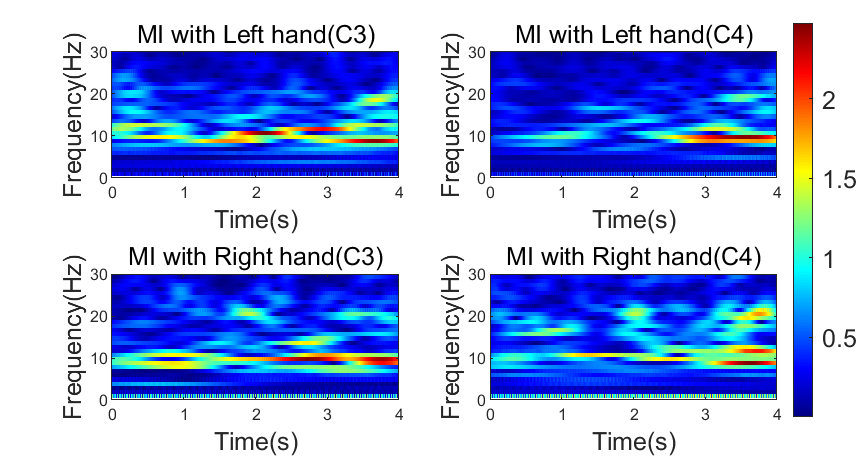 MI with Left hand(C3)
MI with Left hand(C4)
Frequency(Hz)
30
20
10
0
0 1 2 3 4
Time(s)
Frequency(Hz)
30
20
10
0
0 1 2 3 4
Time(s)
2
1.5
1
0.5
MI with Right hand(C3)
MI with Right hand(C4)
Frequency(Hz)
30
20
10
0
0 1 2 3 4
Time(s)
Frequency(Hz)
30
20
10
0
0 1 2 3 4
Time(s)